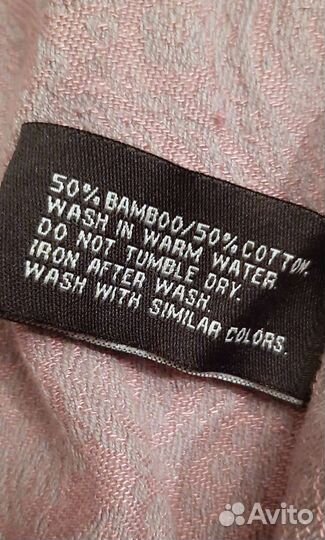 50% BAMBOO/50% COTTON.
WASH IN WARM WATER
DO NOT TUMBLE DRY.
IRON AFTER WASH
WASH WITH SIMILAR COLORS.
Avito